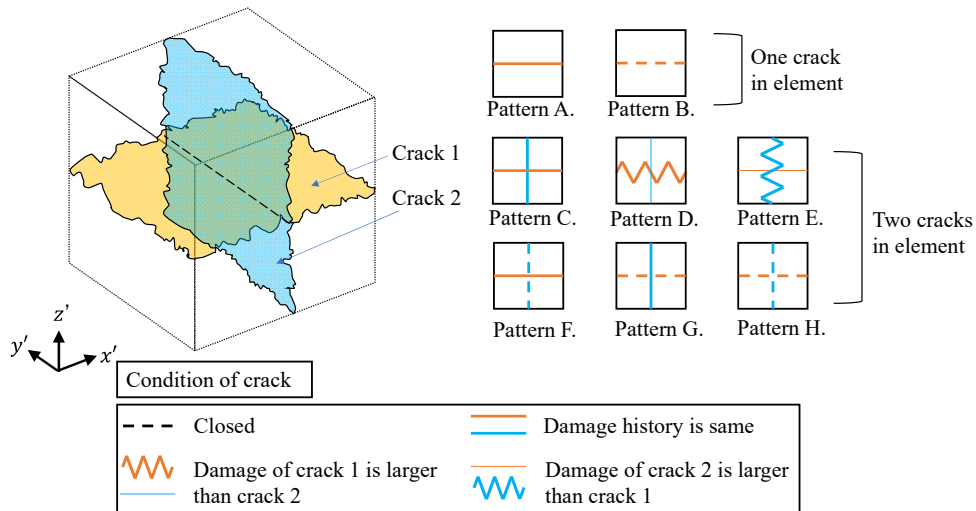 One crack
in element
Pattern A.
Pattern B.
Crack 1
Crack 2
Pattern C.
Pattern D.
Pattern E.
Two cracks
in element
Pattern F.
Pattern G.
Pattern H.
z’
y′
x′
Condition of crack
Closed
Damage history is same
Damage of crack 1 is larger
than crack 2
Damage of crack 2 is larger
than crack 1